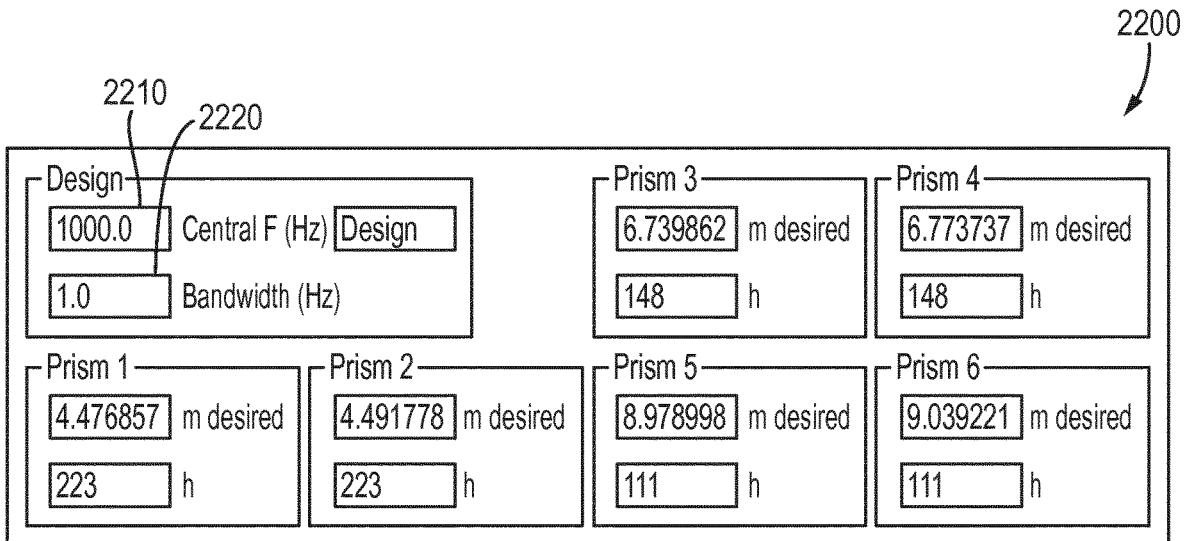 2200
2210
2220
Design
1000.0 Central F (Hz) Design
1.0 Bandwidth (Hz)
Prism 3
6.739862 m desired
148 h
Prism 4
6.773737 m desired
148 h
Prism 1
4.476857 m desired
223 h
Prism 2
4.491778 m desired
223 h
Prism 5
8.978998 m desired
111 h
Prism 6
9.039221 m desired
111 h